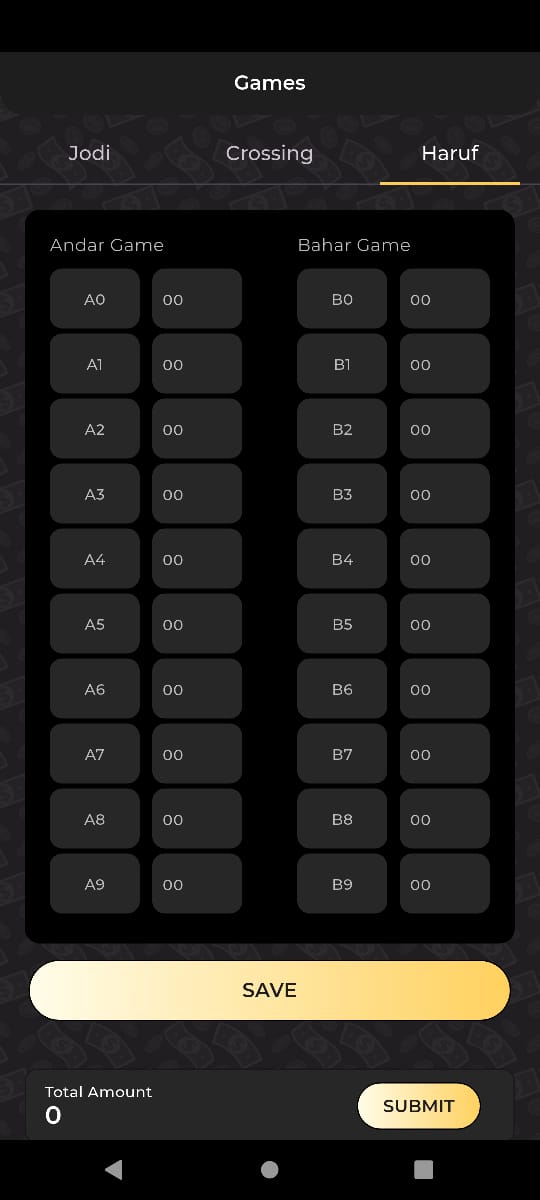 Games
Jodi Crossing Haruf
Andar Game Bahar Game
A0 00 B0 00
A1 00 B1 00
A2 00 B2 00
A3 00 B3 00
A4 00 B4 00
A5 00 B5 00
A6 00 B6 00
A7 00 B7 00
A8 00 B8 00
A9 00 B9 00
SAVE
Total Amount
0
SUBMIT